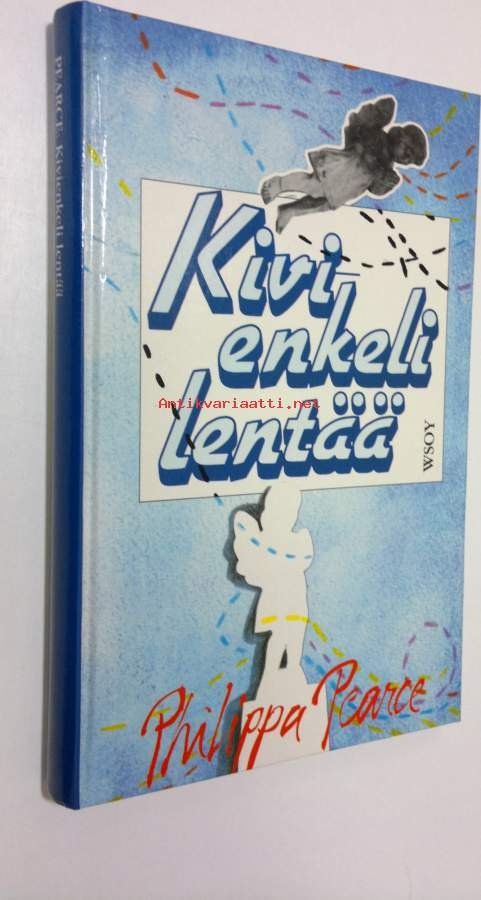 PEARCE: Kivienkeli lentää
Kivi-
enkeli
lentää
WSOY
Philippa Pearce
Antikvariaatti.net